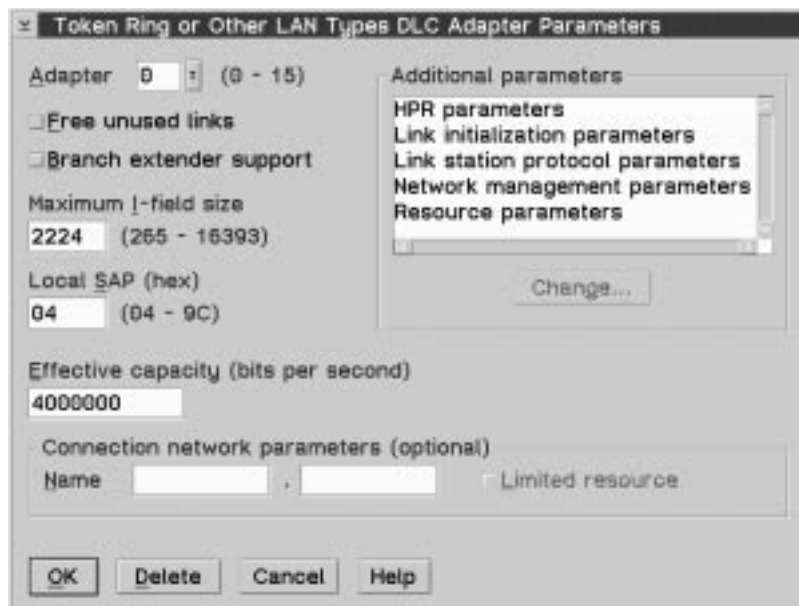 Token Ring or Other LAN Types DLC Adapter Parameters
Adapter 0 (0 - 15)
Free unused links
Branch extender support
Maximum I-field size
2224 (265 - 16393)
Local SAP (hex)
04 (04 - 9C)
Additional parameters
HPR parameters
Link initialization parameters
Link station protocol parameters
Network management parameters
Resource parameters
Change...
Effective capacity (bits per second)
4000000
Connection network parameters (optional)
Name . Limited resource
OK Delete Cancel Help